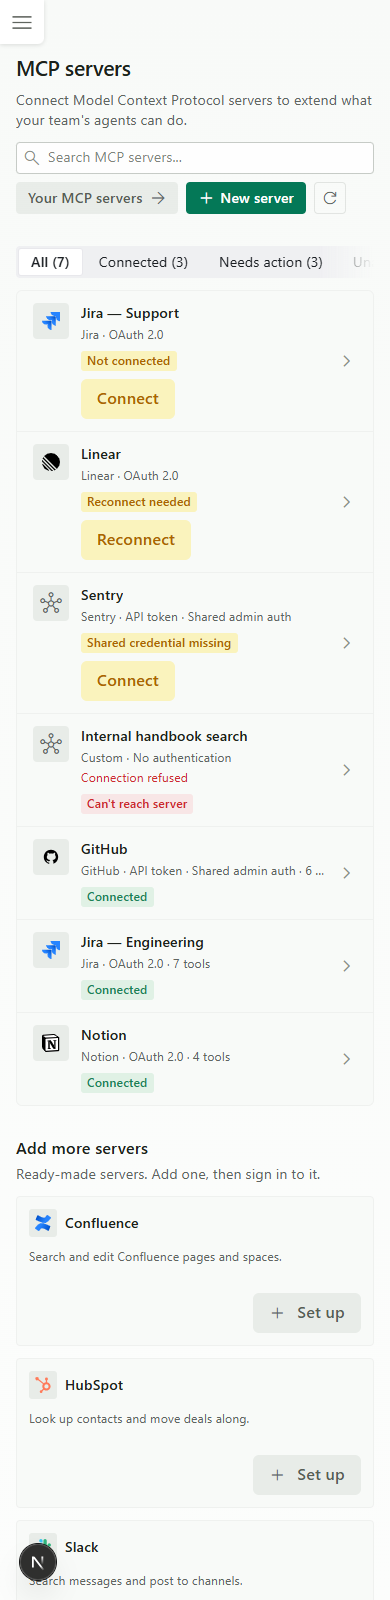 MCP servers
Connect Model Context Protocol servers to extend what
your team's agents can do.
Search MCP servers...
Your MCP servers
New server
All (7)
Connected (3)
Needs action (3)
Un
Jira — Support
Jira · OAuth 2.0
Not connected
Connect
Linear
Linear · OAuth 2.0
Reconnect needed
Reconnect
Sentry
Sentry · API token · Shared admin auth
Shared credential missing
Connect
Internal handbook search
Custom · No authentication
Connection refused
Can't reach server
GitHub
GitHub · API token · Shared admin auth · 6 ...
Connected
Jira — Engineering
Jira · OAuth 2.0 · 7 tools
Connected
Notion
Notion · OAuth 2.0 · 4 tools
Connected
Add more servers
Ready-made servers. Add one, then sign in to it.
Confluence
Search and edit Confluence pages and spaces.
Set up
HubSpot
Look up contacts and move deals along.
Set up
Slack
Search messages and post to channels.
N